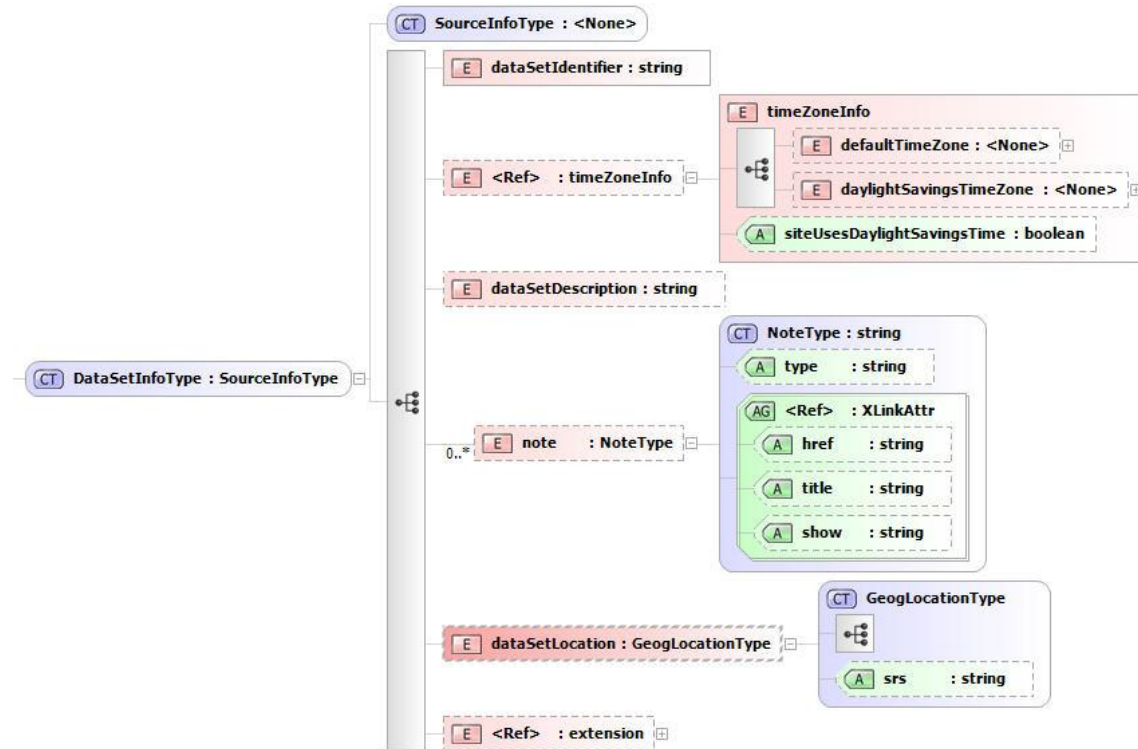 CT SourceInfoType : <None>
E dataSetIdentifier : string
E timeZoneInfo
E defaultTimeZone : <None>
E <Ref> : timeZoneInfo
E daylightSavingsTimeZone : <None>
A siteUsesDaylightSavingsTime : boolean
E dataSetDescription : string
CT NoteType : string
A type : string
CT DataSetInfoType : SourceInfoType
AG <Ref> : XLinkAttr
0..* E note : NoteType
A href : string
A title : string
A show : string
CT GeogLocationType
E dataSetLocation : GeogLocationType
A srs : string
E <Ref> : extension